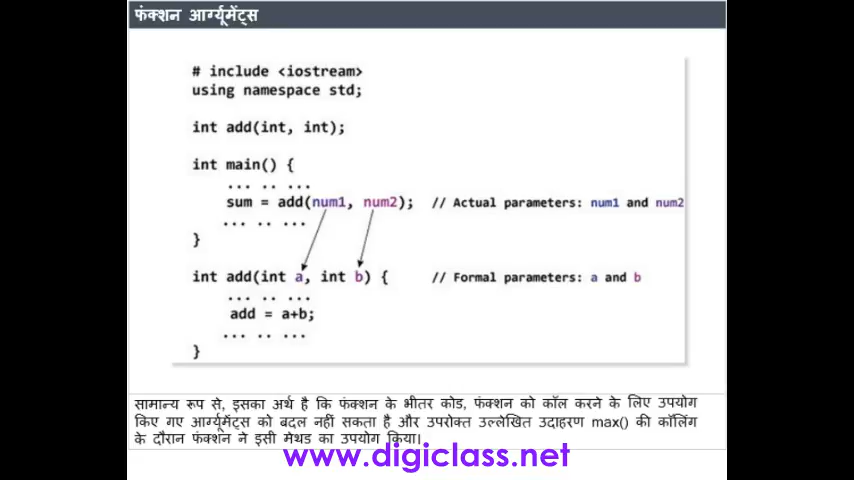 फंक्शन आर्ग्यूमेंट्स
# include <iostream>
using namespace std;
int add(int, int);
int main() {
... .. ...
sum = add(num1, num2); // Actual parameters: num1 and num2
... .. ...
}
int add(int a, int b) { // Formal parameters: a and b
... .. ...
add = a+b;
... .. ...
}
सामान्य रूप से, इसका अर्थ है कि फंक्शन के भीतर कोड, फंक्शन को कॉल करने के लिए उपयोग
किए गए आर्ग्यूमेंट्स को बदल नहीं सकता है और उपरोक्त उल्लेखित उदाहरण max() की कॉलिंग
के दौरान फंक्शन ने इसी मेथड का उपयोग किया।
www.digiclass.net